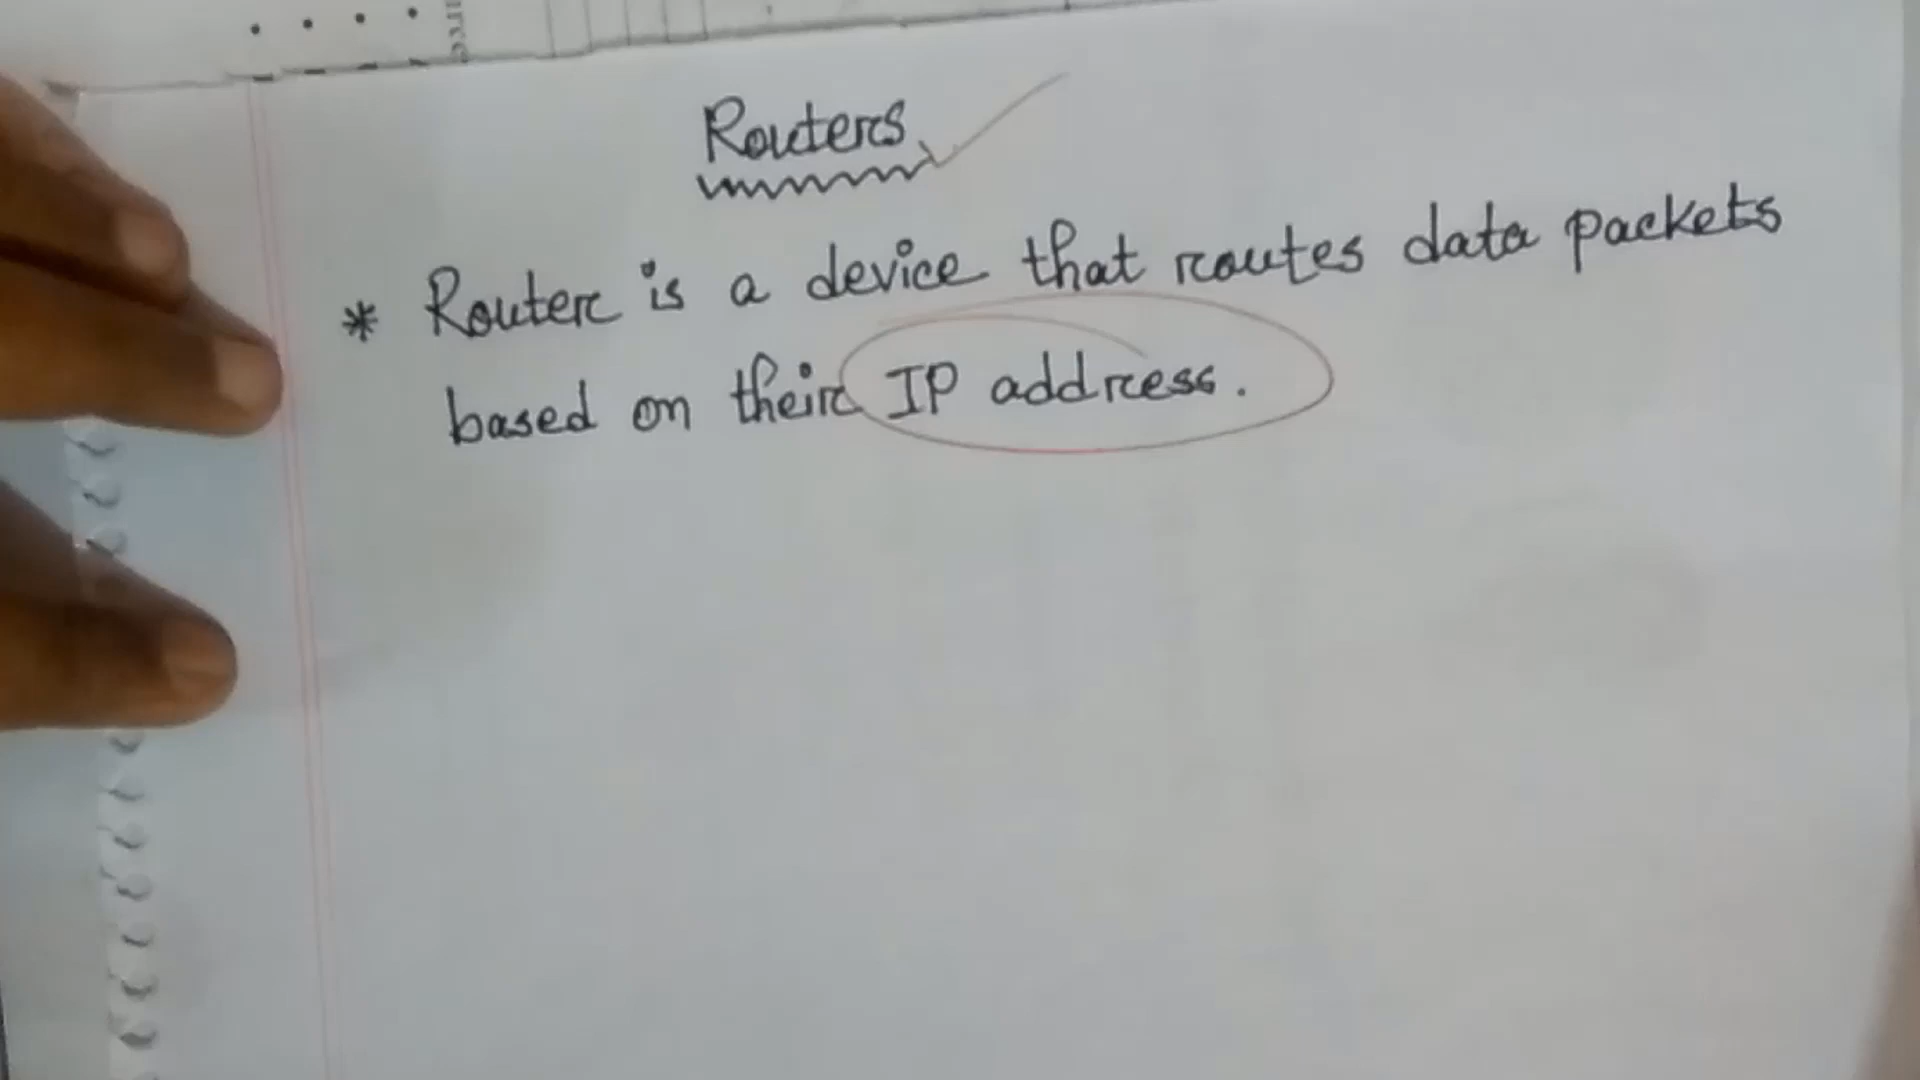 Routers
* Router is a device that routes data packets
based on their IP address.